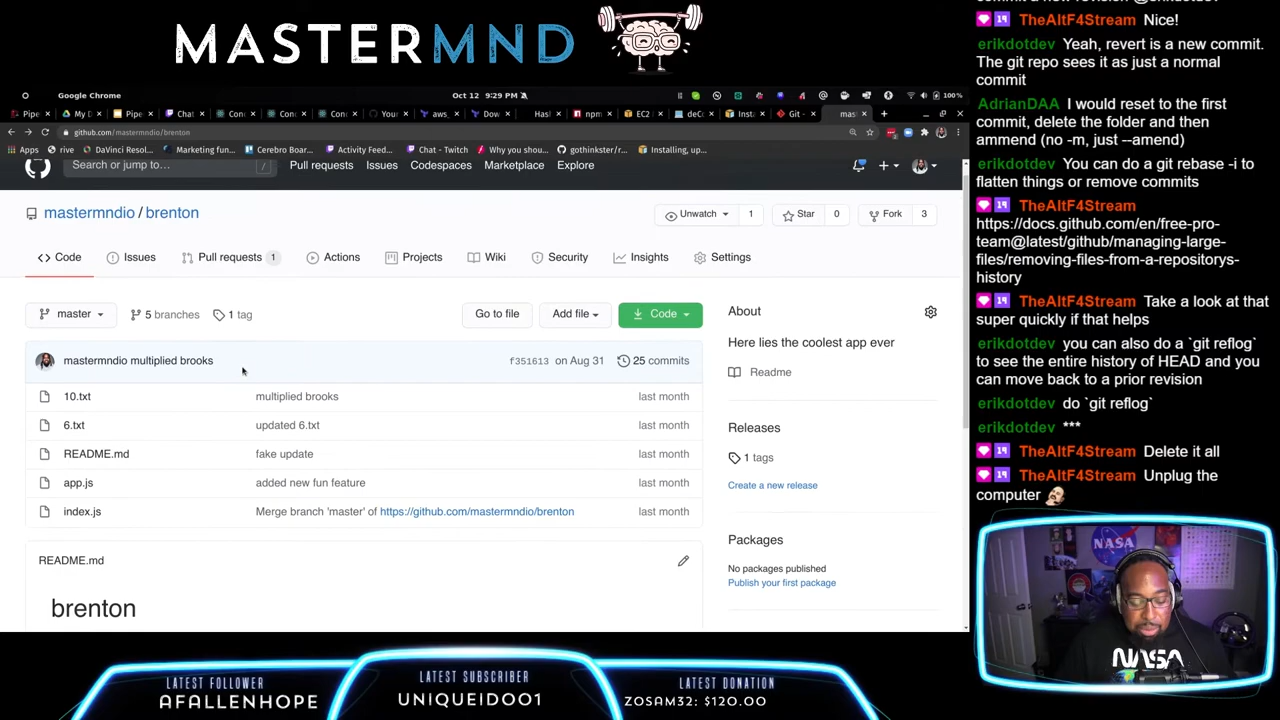 MASTERMND
Google Chrome
Oct 12 9:29 PM
100%
github.com/mastermndio/brenton
Apps
rive
DaVinci Resol...
Marketing fun...
Cerebro Boar...
Activity Feed...
Chat - Twitch
Why you shou...
gothinkster/r...
Installing, up...
Search or jump to...
/
Pull requests
Issues
Codespaces
Marketplace
Explore
mastermndio / brenton
Unwatch 1
Star 0
Fork 3
Code
Issues
Pull requests 1
Actions
Projects
Wiki
Security
Insights
Settings
master
5 branches
1 tag
Go to file
Add file
Code
mastermndio multiplied brooks
f351613 on Aug 31
25 commits
10.txt multiplied brooks last month
6.txt updated 6.txt last month
README.md fake update last month
app.js added new fun feature last month
index.js Merge branch 'master' of https://github.com/mastermndio/brenton last month
README.md
brenton
About
Here lies the coolest app ever
Readme
Releases
1 tags
Create a new release
Packages
No packages published
Publish your first package
TheAltF4Stream Nice!
erikdotdev Yeah, revert is a new commit.
The git repo sees it as just a normal
commit
AdrianDAA I would reset to the first
commit, delete the folder and then
ammend (no -m, just --amend)
erikdotdev You can do a git rebase -i to
flatten things or remove commits
TheAltF4Stream
https://docs.github.com/en/free-pro-
team@latest/github/managing-large-
files/removing-files-from-a-repositorys-
history
TheAltF4Stream Take a look at that
super quickly if that helps
erikdotdev you can also do a `git reflog`
to see the entire history of HEAD and you
can move back to a prior revision
erikdotdev do `git reflog`
erikdotdev ***
TheAltF4Stream Delete it all
TheAltF4Stream Unplug the
computer
NASA
NASA
LATEST FOLLOWER
AFALLENHOPE
LATEST SUBSCRIBER
UNIQUEID001
LATEST DONATION
ZOSAM32: $120.00